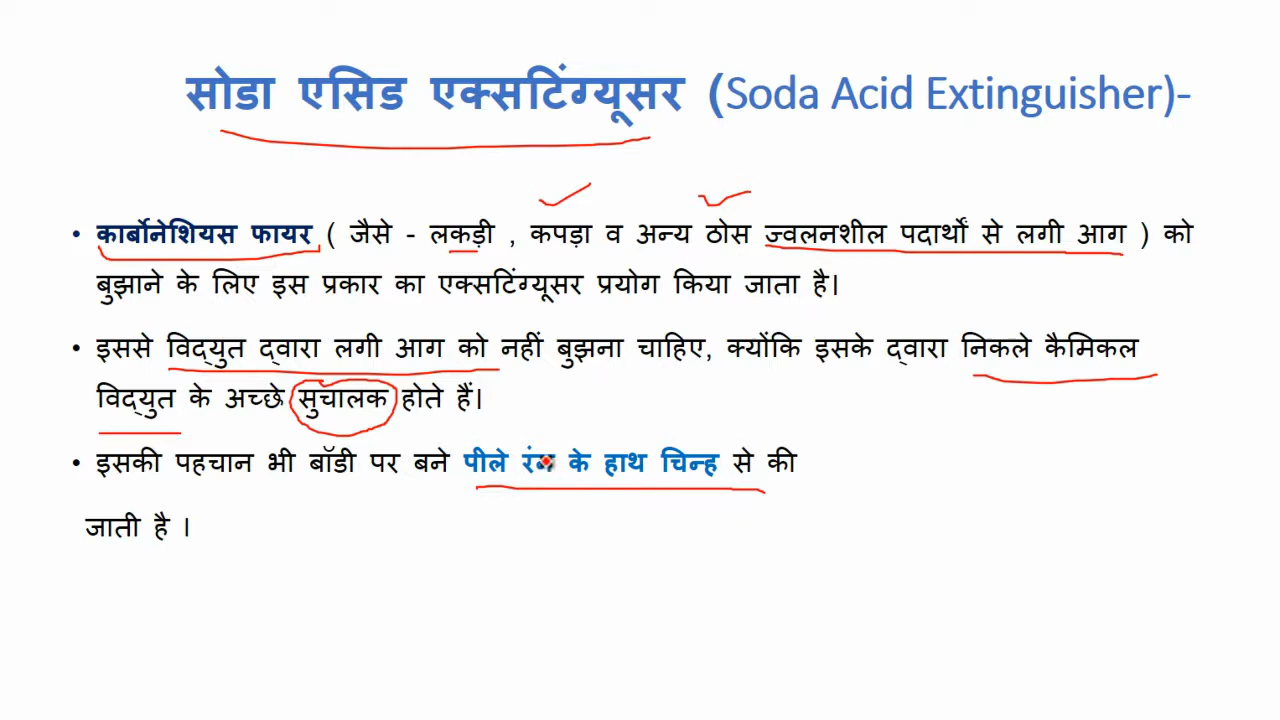 सोडा एसिड एक्सटिंग्यूसर (Soda Acid Extinguisher)-
• कार्बोनेशियस फायर ( जैसे - लकड़ी , कपड़ा व अन्य ठोस ज्वलनशील पदार्थों से लगी आग ) को
बुझाने के लिए इस प्रकार का एक्सटिंग्यूसर प्रयोग किया जाता है।
• इससे विद्युत द्वारा लगी आग को नहीं बुझना चाहिए, क्योंकि इसके द्वारा निकले कैमिकल
विद्युत के अच्छे सुचालक होते हैं।
• इसकी पहचान भी बॉडी पर बने पीले रंग के हाथ चिन्ह से की
जाती है ।